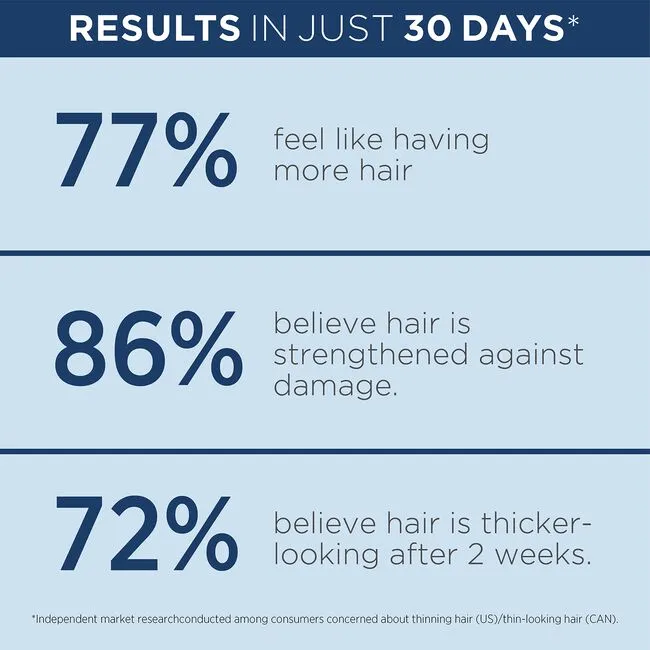 RESULTS IN JUST 30 DAYS*
77%
feel like having
more hair
86%
believe hair is
strengthened against
damage.
72%
believe hair is thicker-
looking after 2 weeks.
*Independent market researchconducted among consumers concerned about thinning hair (US)/thin-looking hair (CAN).